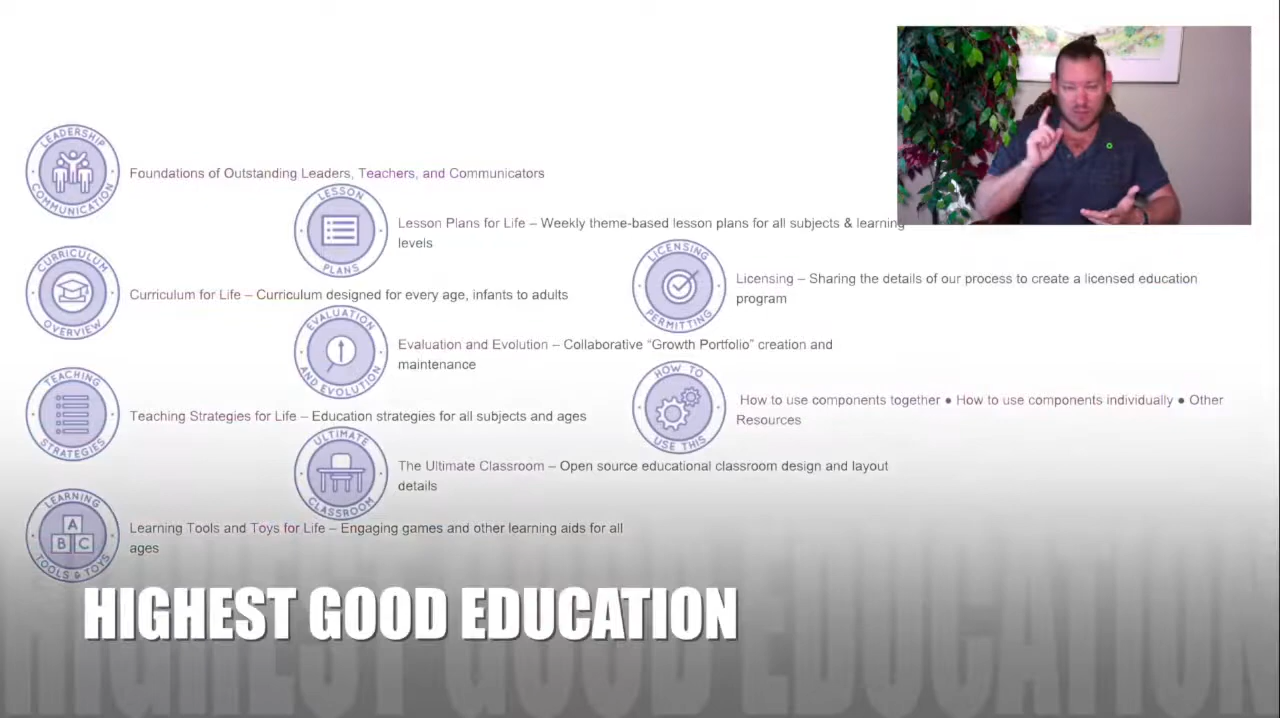 LEADERSHIP
COMMUNICATION
Foundations of Outstanding Leaders, Teachers, and Communicators
LESSON
PLANS
Lesson Plans for Life – Weekly theme-based lesson plans for all subjects & learning
levels
LICENSING
PERMITTING
Licensing – Sharing the details of our process to create a licensed education
program
CURRICULUM
OVERVIEW
Curriculum for Life – Curriculum designed for every age, infants to adults
EVALUATION
AND EVOLUTION
Evaluation and Evolution – Collaborative “Growth Portfolio” creation and
maintenance
HOW TO
USE THIS
How to use components together ● How to use components individually ● Other
Resources
TEACHING
STRATEGIES
Teaching Strategies for Life – Education strategies for all subjects and ages
ULTIMATE
CLASSROOM
The Ultimate Classroom – Open source educational classroom design and layout
details
LEARNING
A
B C
TOOLS & TOYS
Learning Tools and Toys for Life – Engaging games and other learning aids for all
ages
HIGHEST GOOD EDUCATION
HIGHEST GOOD EDUCATION